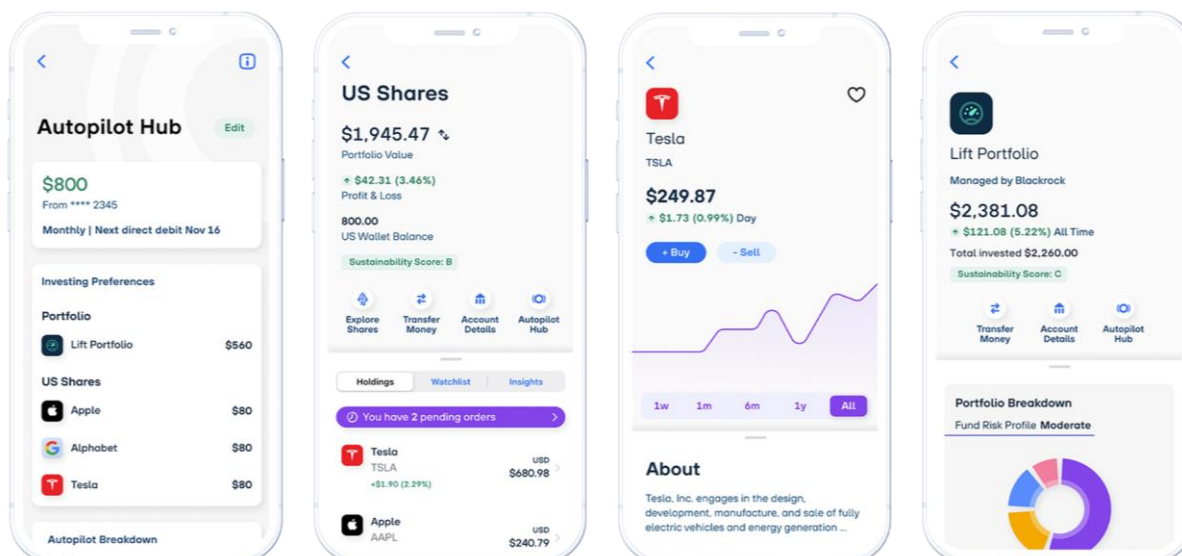 Autopilot Hub
Edit
$800
From **** 2345
Monthly | Next direct debit Nov 16
Investing Preferences
Portfolio
Lift Portfolio $560
US Shares
Apple $80
Alphabet $80
Tesla $80
Autopilot Breakdown
US Shares
$1,945.47
Portfolio Value
$42.31 (3.46%)
Profit & Loss
800.00
US Wallet Balance
Sustainability Score: B
Explore Shares
Transfer Money
Account Details
Autopilot Hub
Holdings Watchlist Insights
You have 2 pending orders
Tesla
TSLA
+$1.90 (2.29%)
USD
$680.98
Apple
AAPL
USD
$240.79
Tesla
TSLA
$249.87
$1.73 (0.99%) Day
+ Buy - Sell
1w 1m 6m 1y All
About
Tesla, Inc. engages in the design,
development, manufacture, and sale of fully
electric vehicles and energy generation ...
Lift Portfolio
Managed by Blackrock
$2,381.08
$121.08 (5.22%) All Time
Total invested $2,260.00
Sustainability Score: C
Transfer Money
Account Details
Autopilot Hub
Portfolio Breakdown
Fund Risk Profile Moderate